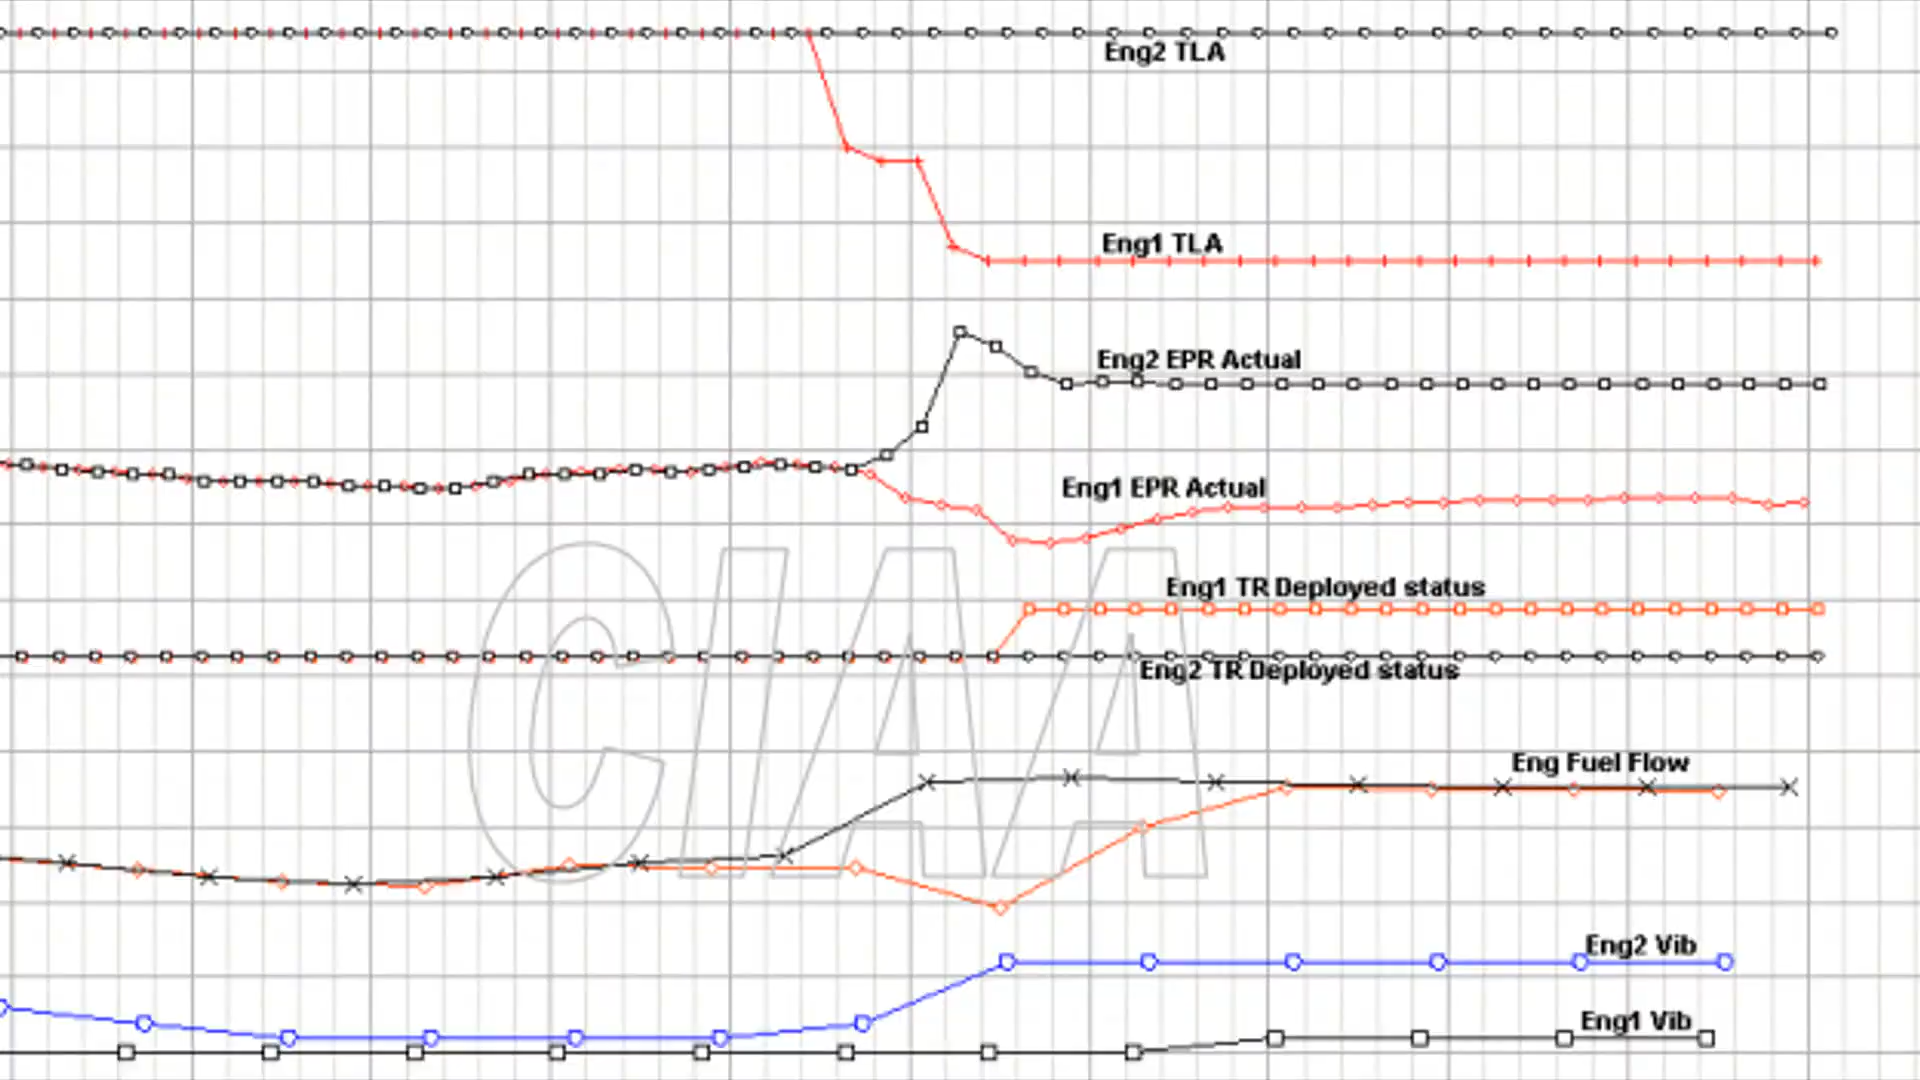 Eng2 TLA
Eng1 TLA
Eng2 EPR Actual
Eng1 EPR Actual
CIAA
Eng1 TR Deployed status
Eng2 TR Deployed status
Eng Fuel Flow
Eng2 Vib
Eng1 Vib